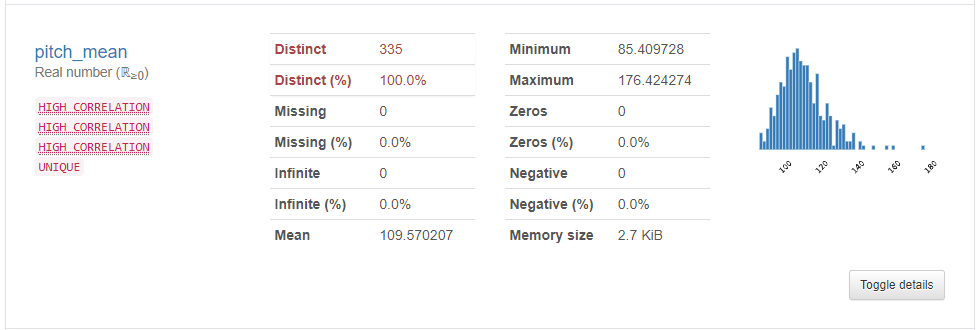 pitch_mean
Real number (ℝ≥0)
HIGH CORRELATION
HIGH CORRELATION
HIGH CORRELATION
UNIQUE
Distinct 335
Distinct (%) 100.0%
Missing 0
Missing (%) 0.0%
Infinite 0
Infinite (%) 0.0%
Mean 109.570207
Minimum 85.409728
Maximum 176.424274
Zeros 0
Zeros (%) 0.0%
Negative 0
Negative (%) 0.0%
Memory size 2.7 KiB
100 120 140 160 180
Toggle details